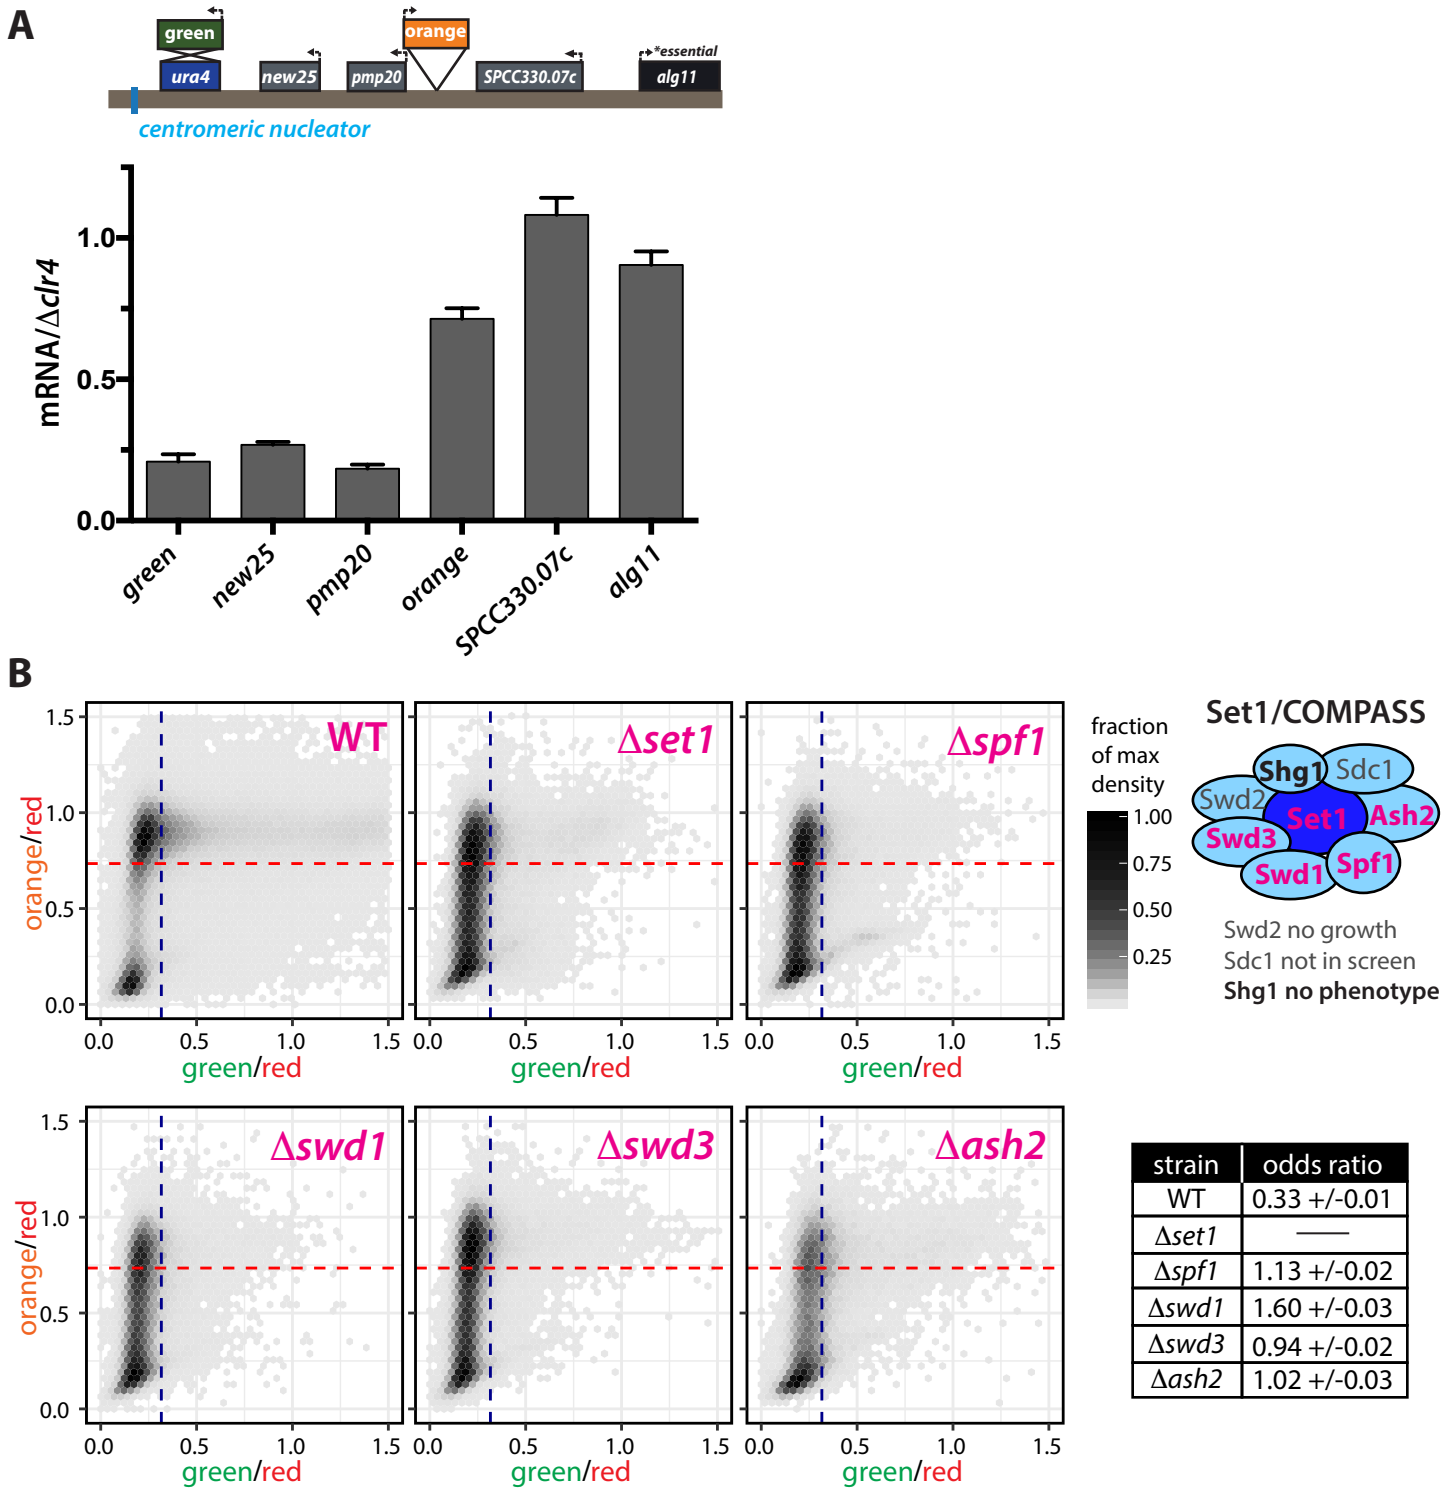 A
green
orange
*essential
ura4
new25
pmp20
SPCC330.07c
alg11
centromeric nucleator
mRNA/Δclr4
1.0
0.5
0.0
green
new25
pmp20
orange
SPCC330.07c
alg11
B
WT
Δset1
Δspf1
orange/red
1.5
1.0
0.5
0.0
0.0 0.5 1.0 1.5
0.0 0.5 1.0 1.5
0.0 0.5 1.0 1.5
green/red
green/red
green/red
fraction
of max
density
1.00
0.75
0.50
0.25
Set1/COMPASS
Shg1
Sdc1
Swd2
Set1
Ash2
Swd3
Swd1
Spf1
Swd2 no growth
Sdc1 not in screen
Shg1 no phenotype
Δswd1
Δswd3
Δash2
orange/red
1.5
1.0
0.5
0.0
0.0 0.5 1.0 1.5
0.0 0.5 1.0 1.5
0.0 0.5 1.0 1.5
green/red
green/red
green/red
strain odds ratio
WT 0.33 +/-0.01
Δset1 —
Δspf1 1.13 +/-0.02
Δswd1 1.60 +/-0.03
Δswd3 0.94 +/-0.02
Δash2 1.02 +/-0.03